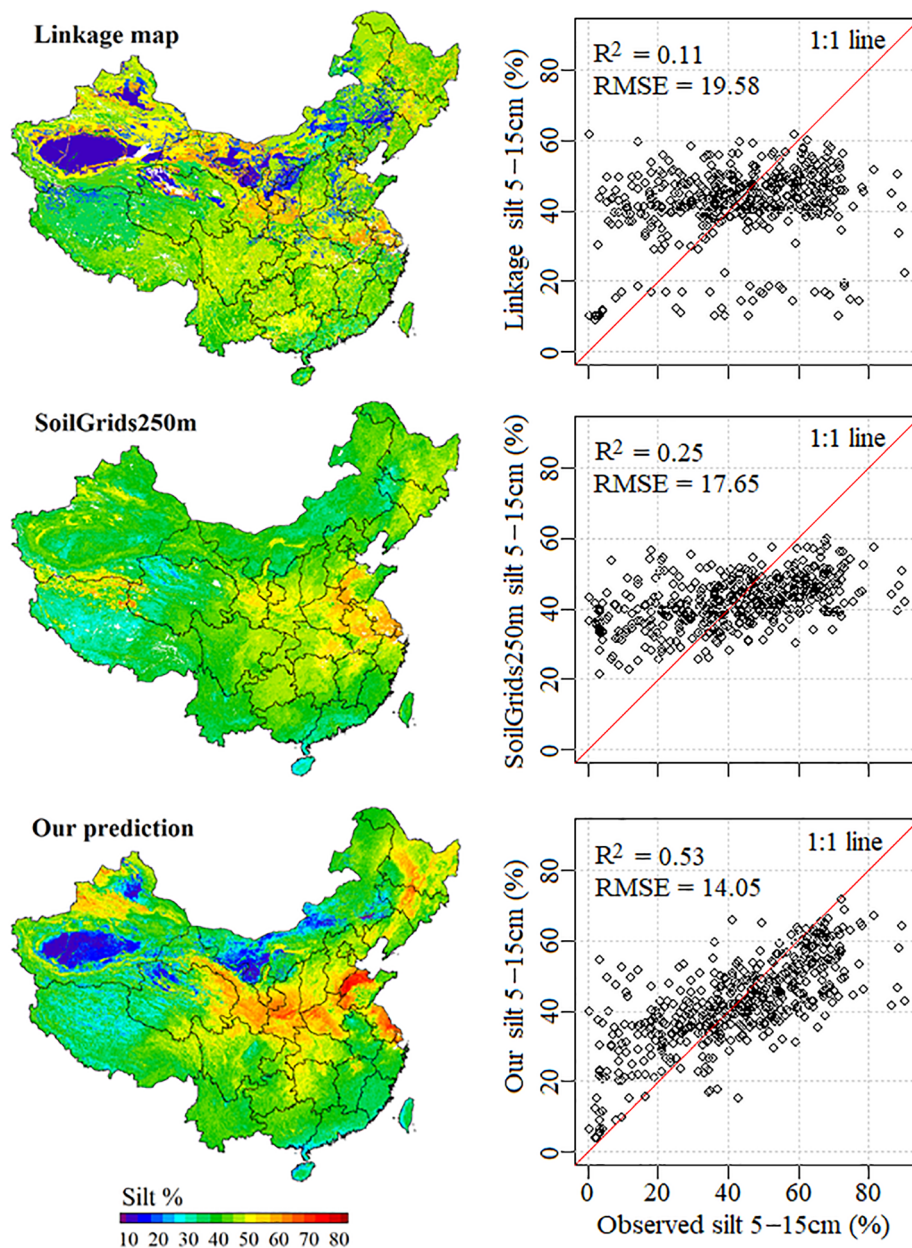 Linkage map
1:1 line
R² = 0.11
RMSE = 19.58
Linkage silt 5−15cm (%)
0 20 40 60 80
SoilGrids250m
1:1 line
R² = 0.25
RMSE = 17.65
SoilGrids250m silt 5−15cm (%)
0 20 40 60 80
Our prediction
1:1 line
R² = 0.53
RMSE = 14.05
Our silt 5−15cm (%)
0 20 40 60 80
0 20 40 60 80
Observed silt 5−15cm (%)
Silt %
10 20 30 40 50 60 70 80